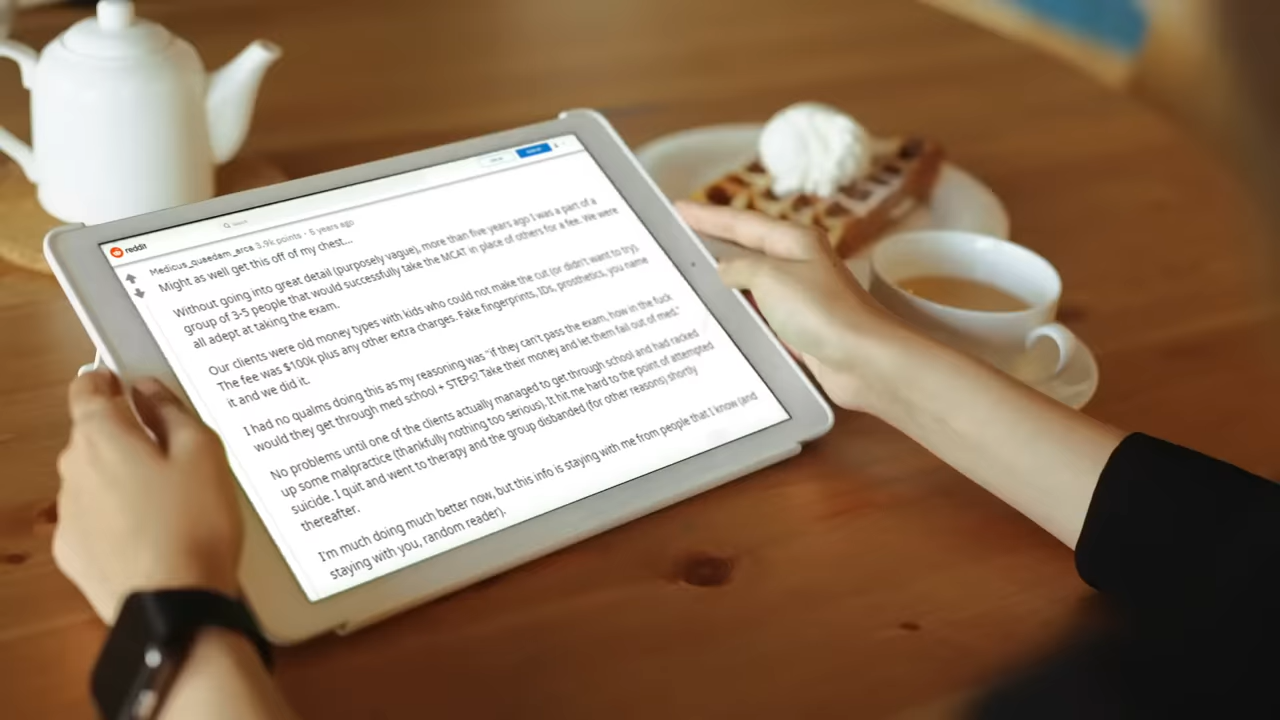 reddit
Medicus_quaedam_arca 3.9k points · 5 years ago
Might as well get this off of my chest...
Without going into great detail (purposely vague), more than five years ago I was a part of a
group of 3-5 people that would successfully take the MCAT in place of others for a fee. We were
all adept at taking the exam.
Our clients were old money types with kids who could not make the cut (or didn't want to try).
The fee was $100k plus any other extra charges. Fake fingerprints, IDs, prosthetics, you name
it and we did it.
I had no qualms doing this as my reasoning was "if they can't pass the exam, how in the fuck
would they get through med school + STEPs? Take their money and let them fail out of med."
No problems until one of the clients actually managed to get through school and had racked
up some malpractice (thankfully nothing too serious). It hit me hard to the point of attempted
suicide. I quit and went to therapy and the group disbanded (for other reasons) shortly
thereafter.
I'm much doing much better now, but this info is staying with me from people that I know (and
staying with you, random reader).